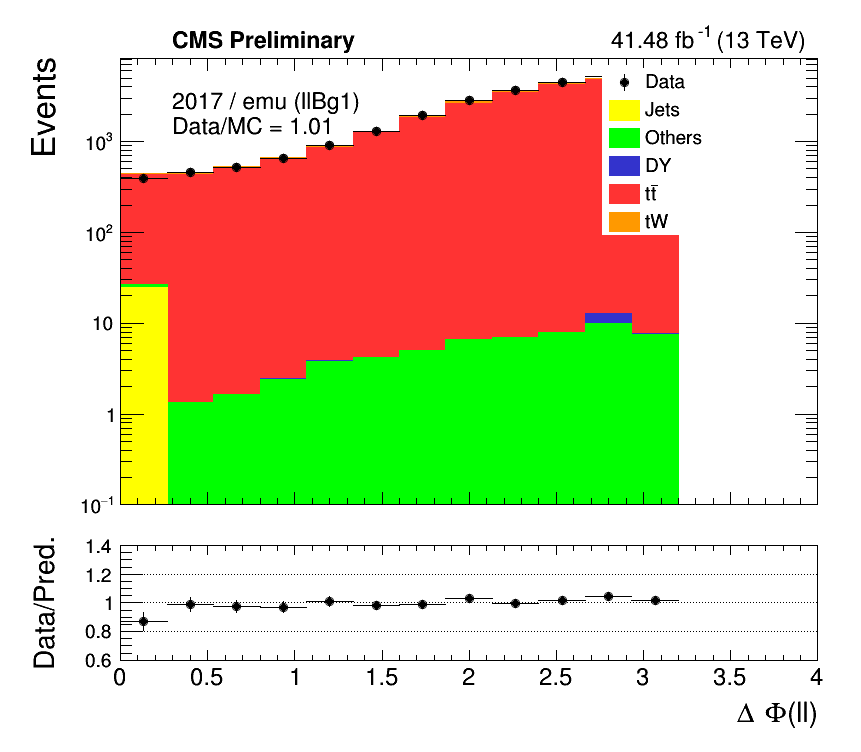 CMS Preliminary
41.48 fb⁻¹ (13 TeV)
Events
2017 / emu (llBg1)
Data/MC = 1.01
Data
Jets
Others
DY
tt̄
tW
10³
10²
10
1
10⁻¹
Data/Pred.
1.4
1.2
1
0.8
0.6
0 0.5 1 1.5 2 2.5 3 3.5 4
Δ Φ(ll)